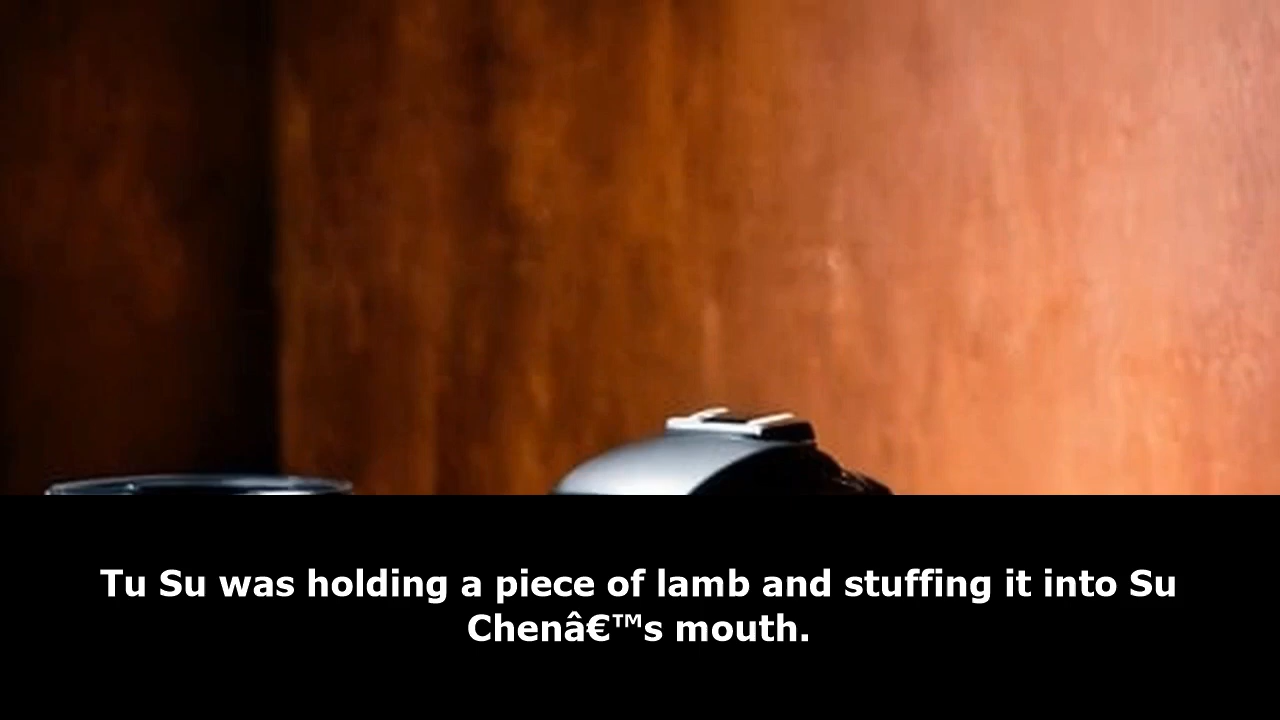 Tu Su was holding a piece of lamb and stuffing it into Su
Chenâ€™s mouth.